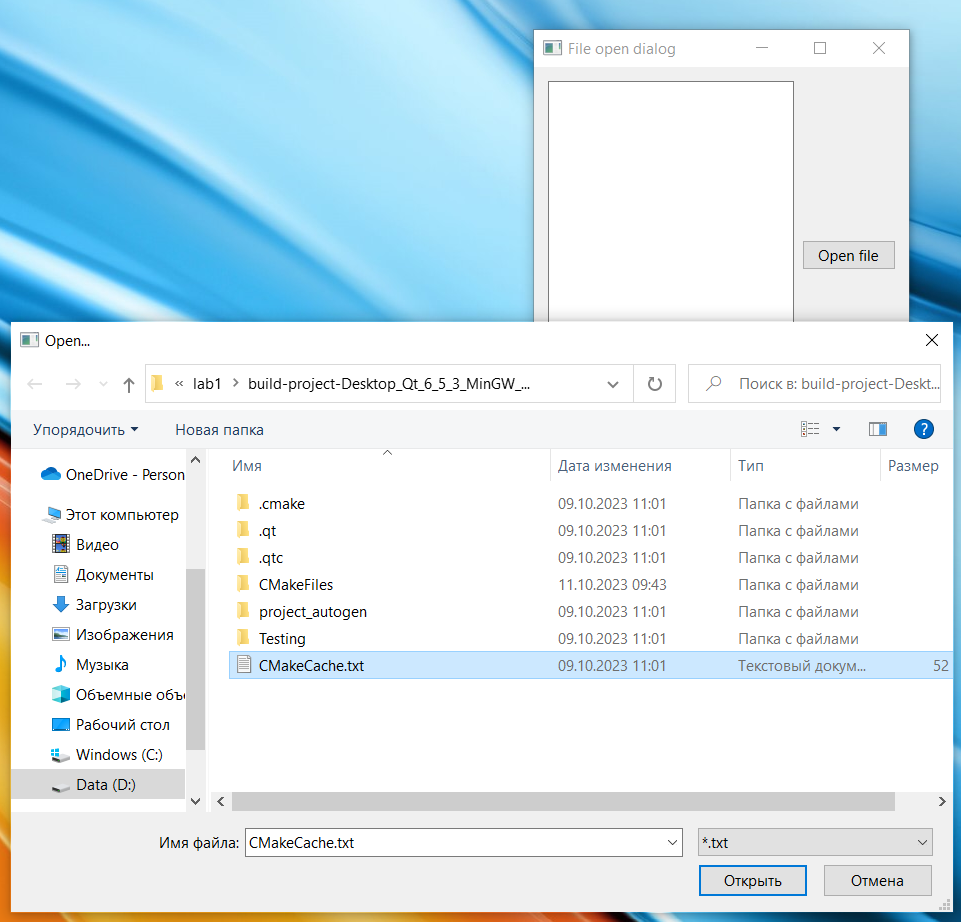 File open dialog
Open file
Open...
« lab1 > build-project-Desktop_Qt_6_5_3_MinGW_...
Поиск в: build-project-Deskt...
Упорядочить
Новая папка
?
OneDrive - Person
Этот компьютер
Видео
Документы
Загрузки
Изображения
Музыка
Объемные объ
Рабочий стол
Windows (C:)
Data (D:)
Имя Дата изменения Тип Размер
.cmake 09.10.2023 11:01 Папка с файлами
.qt 09.10.2023 11:01 Папка с файлами
.qtc 09.10.2023 11:01 Папка с файлами
CMakeFiles 11.10.2023 09:43 Папка с файлами
project_autogen 09.10.2023 11:01 Папка с файлами
Testing 09.10.2023 11:01 Папка с файлами
CMakeCache.txt 09.10.2023 11:01 Текстовый докум... 52
Имя файла: CMakeCache.txt
*.txt
Открыть
Отмена